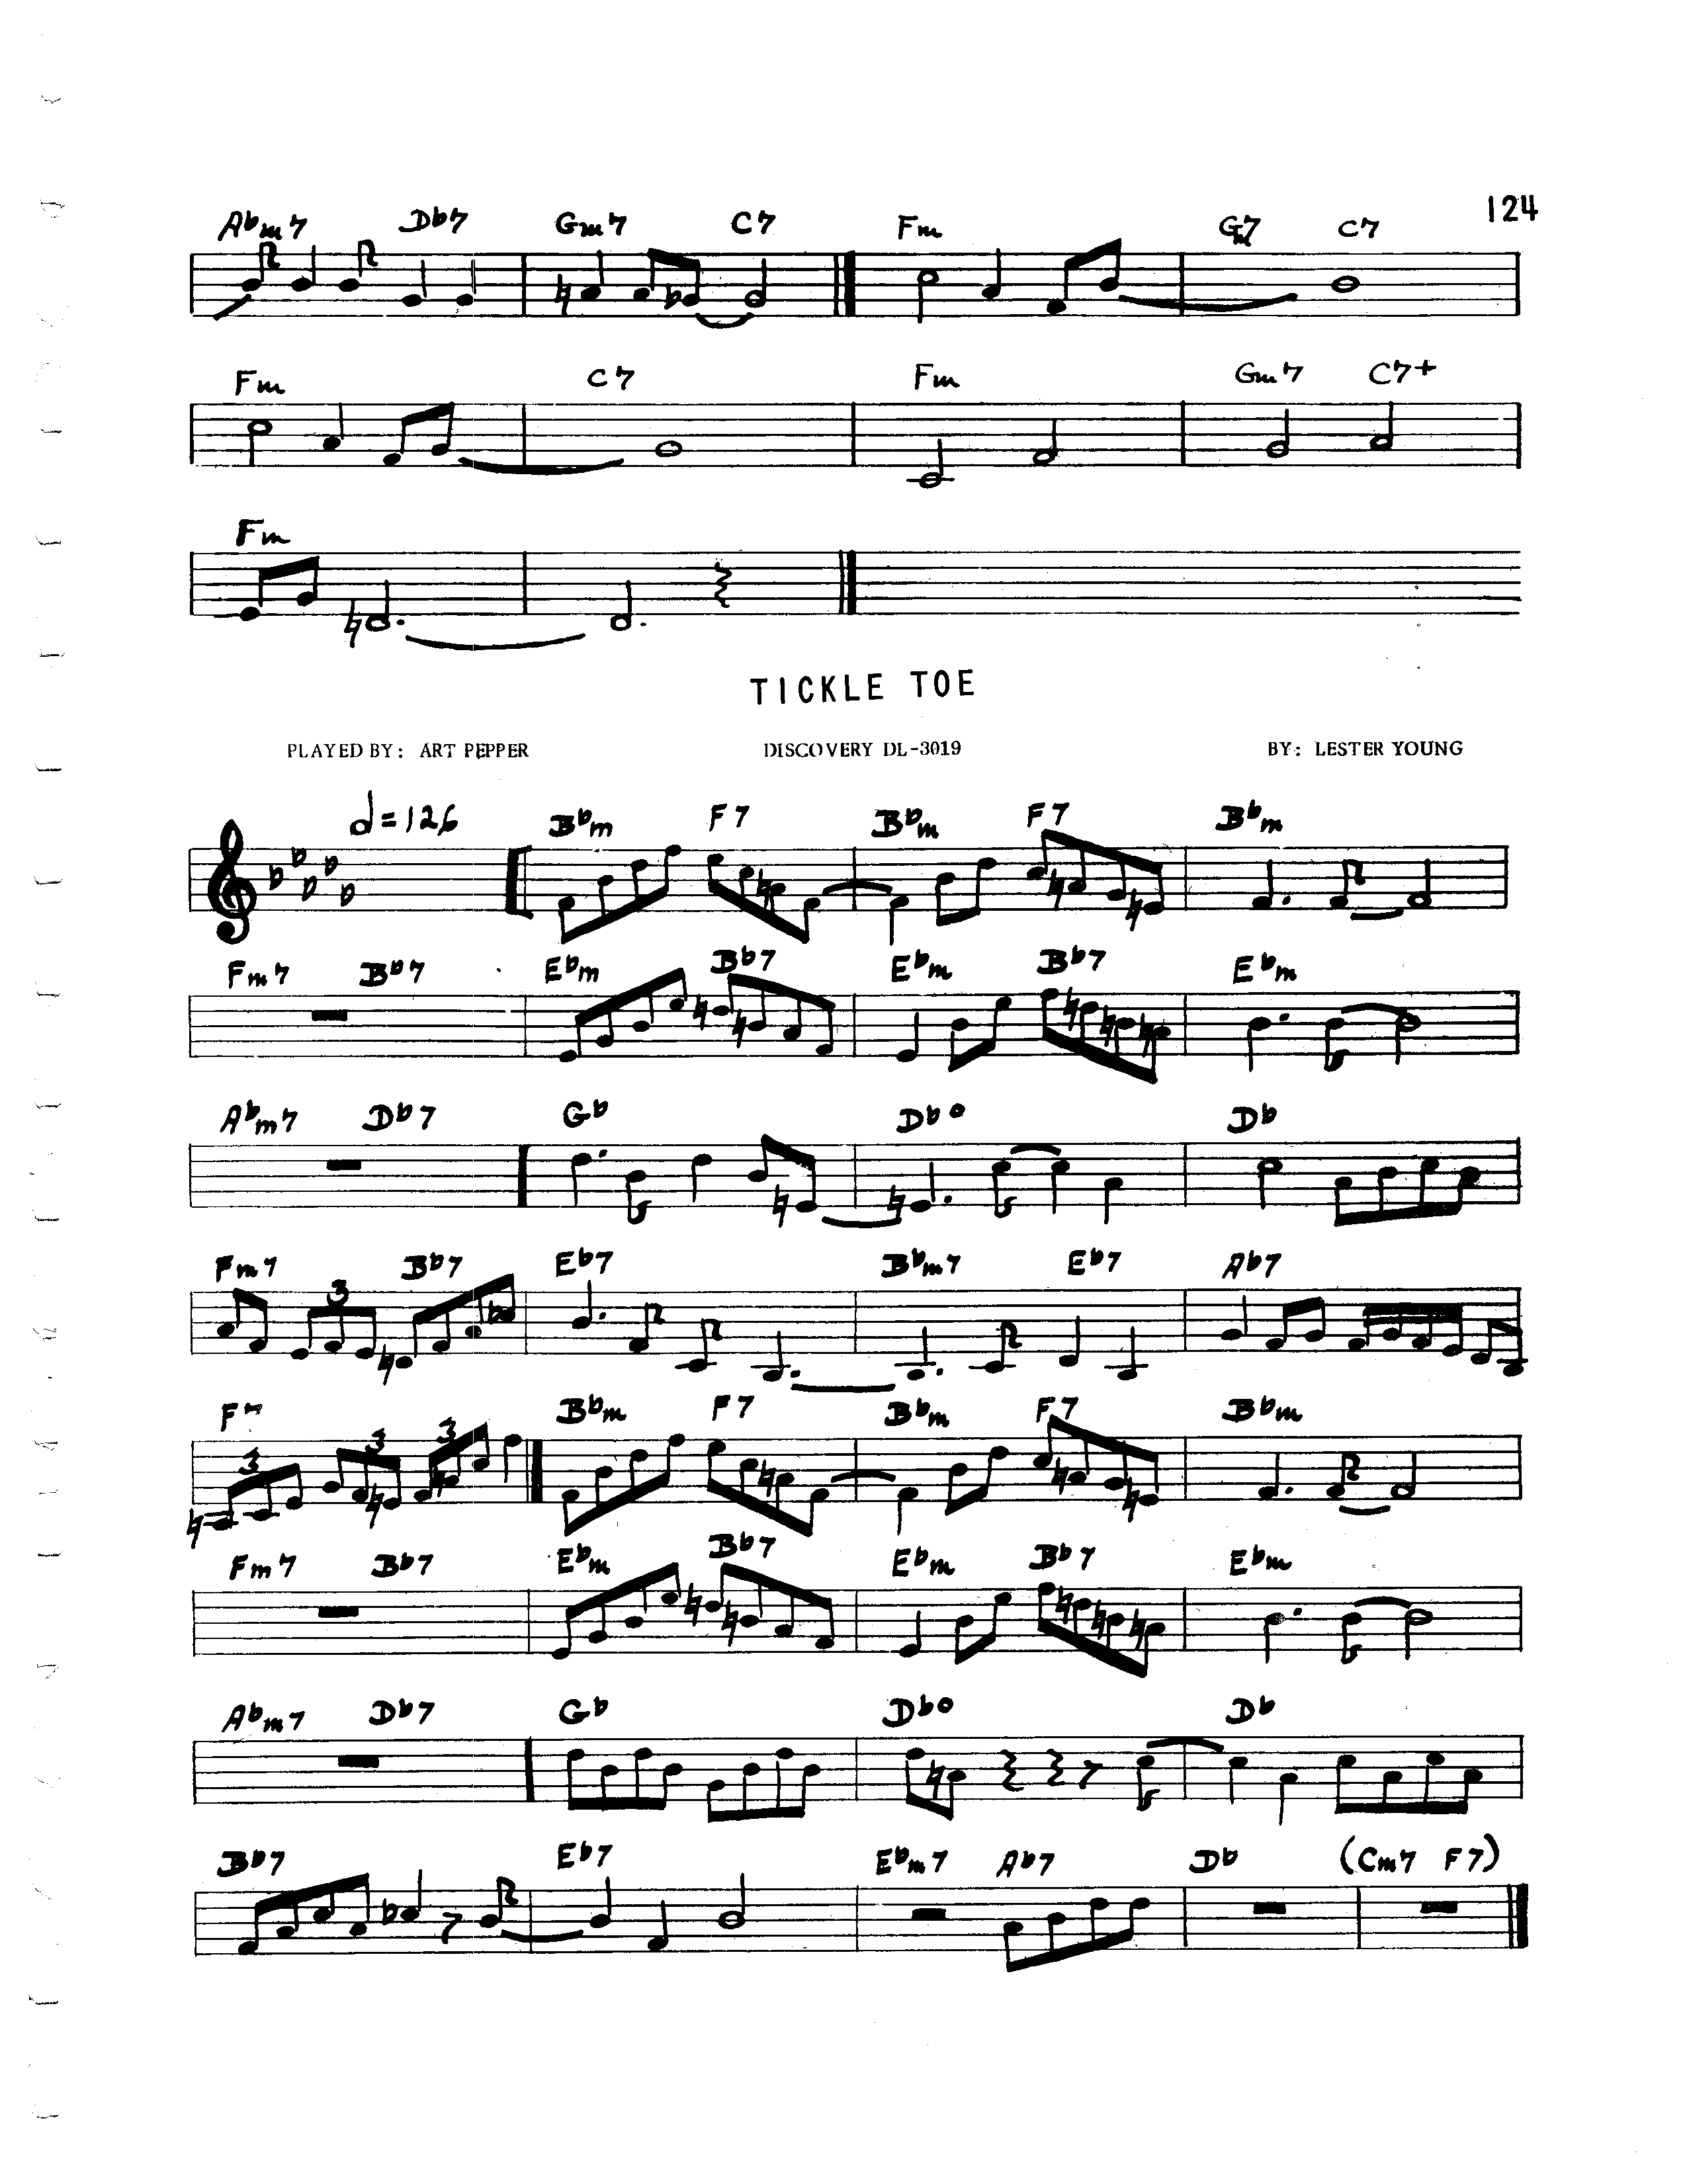 124
A♭m7 D♭7 Gm7 C7 Fm Gm7 C7
Fm C7 Fm Gm7 C7+
Fm
TICKLE TOE
PLAYED BY: ART PEPPER DISCOVERY DL-3019 BY: LESTER YOUNG
𝅗𝅥 = 126 B♭m F7 B♭m F7 B♭m
Fm7 B♭7 E♭m B♭7 E♭m B♭7 E♭m
A♭m7 D♭7 G♭ D♭o D♭
Fm7 B♭7 E♭7 B♭m7 E♭7 A♭7
3
F7 B♭m F7 B♭m F7 B♭m
3 3 3
Fm7 B♭7 E♭m B♭7 E♭m B♭7 E♭m
A♭m7 D♭7 G♭ D♭o D♭
B♭7 E♭7 E♭m7 A♭7 D♭ (Cm7 F7)